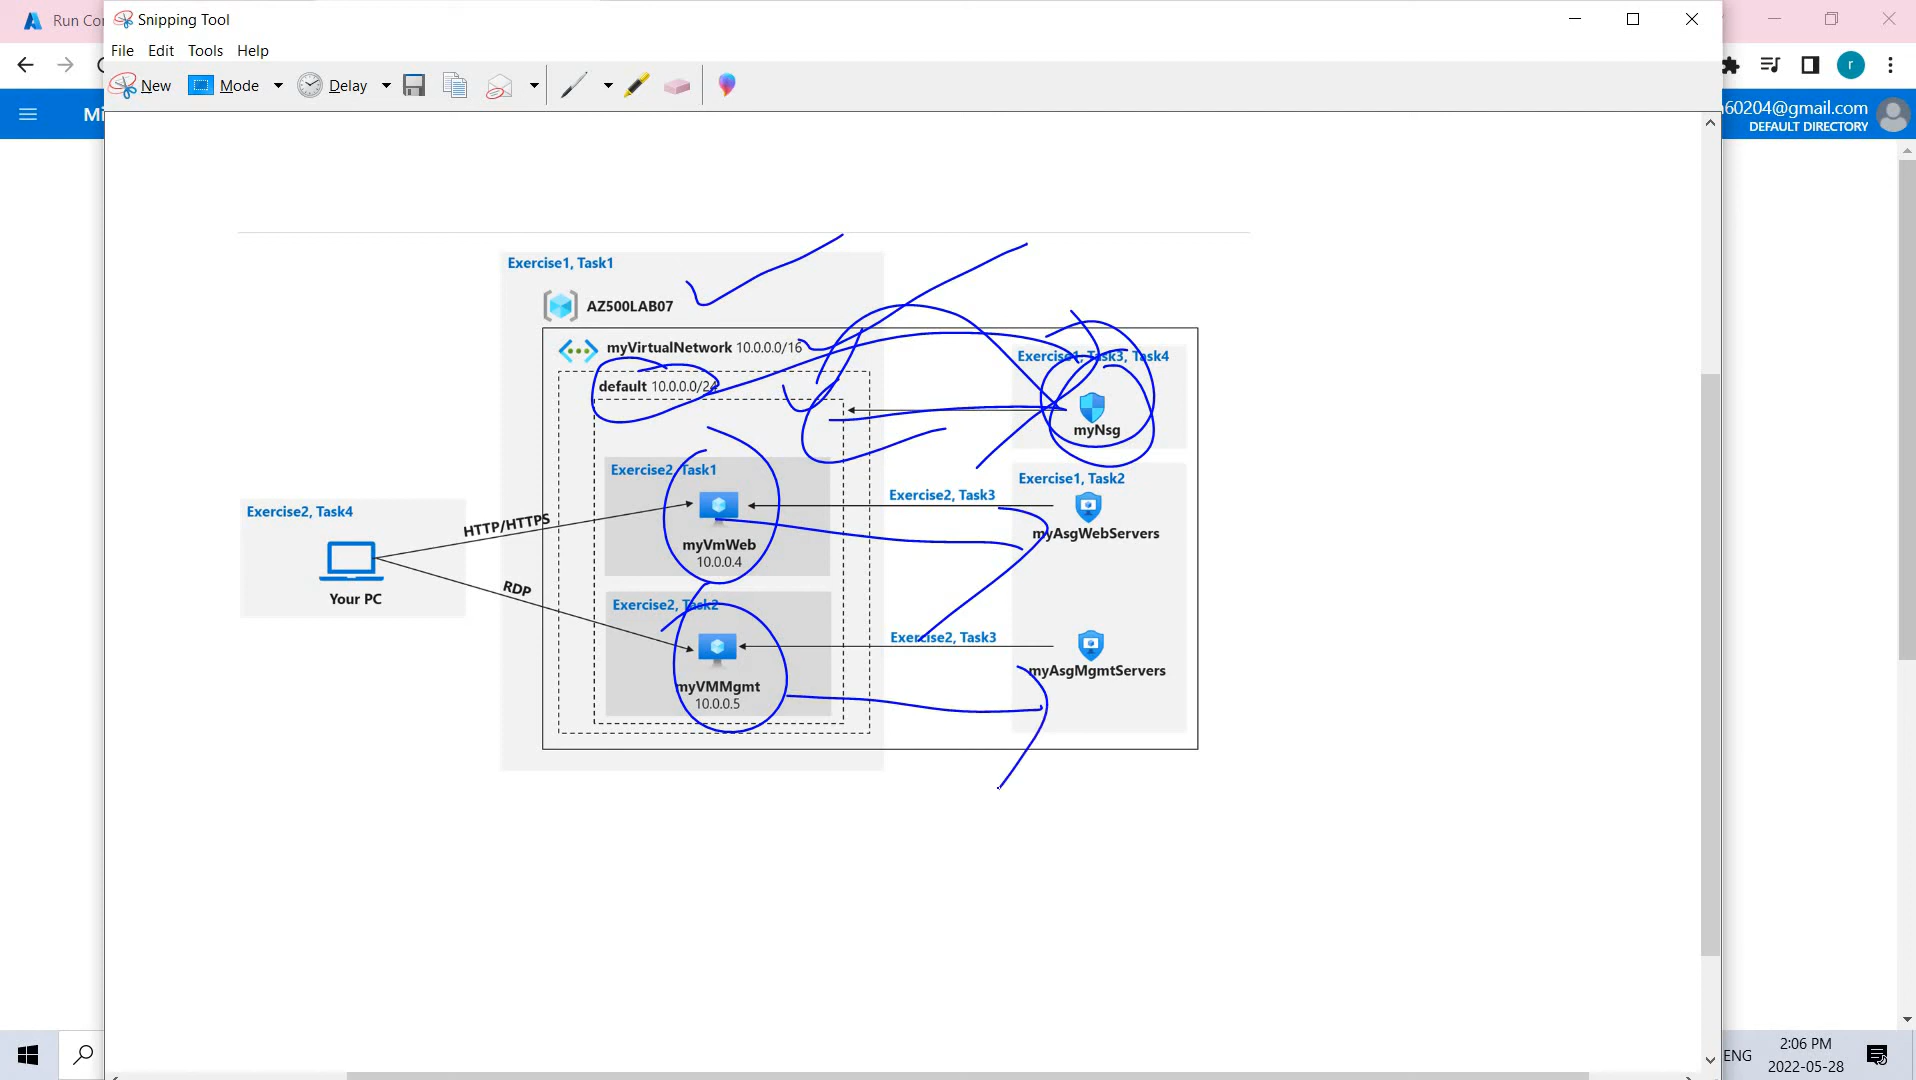 Run Co
Snipping Tool
File Edit Tools Help
New Mode Delay
r
Mi
60204@gmail.com
DEFAULT DIRECTORY
Exercise1, Task1
AZ500LAB07
myVirtualNetwork 10.0.0.0/16
default 10.0.0.0/24
Exercise1, Task3, Task4
myNsg
Exercise2, Task1
myVmWeb
10.0.0.4
Exercise2, Task3
Exercise1, Task2
myAsgWebServers
Exercise2, Task4
Your PC
HTTP/HTTPS
RDP
Exercise2, Task2
myVMMgmt
10.0.0.5
Exercise2, Task3
myAsgMgmtServers
ENG
2:06 PM
2022-05-28